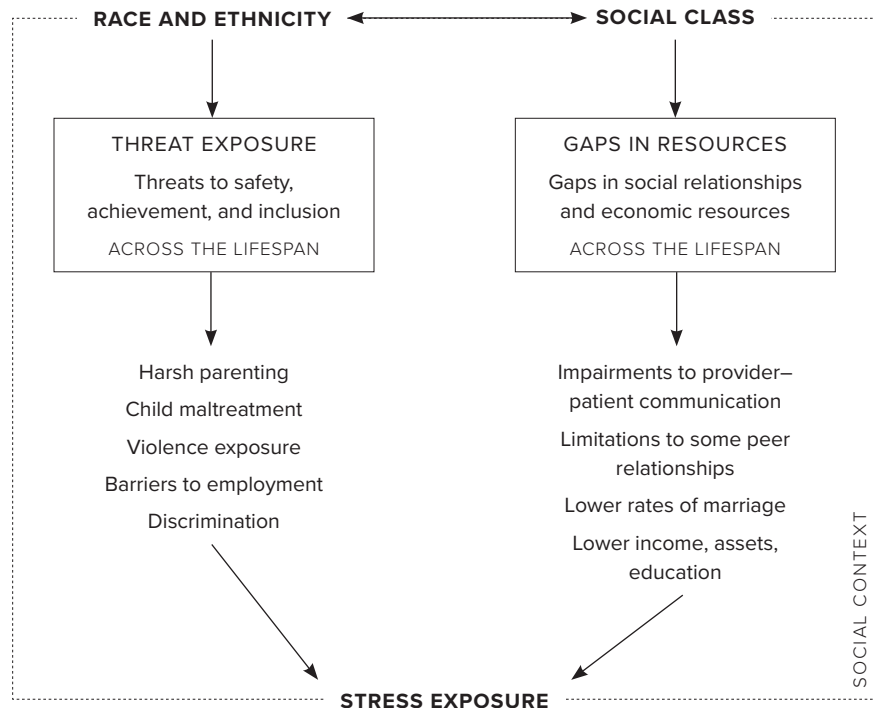 RACE AND ETHNICITY
SOCIAL CLASS
THREAT EXPOSURE
Threats to safety,
achievement, and inclusion
ACROSS THE LIFESPAN
GAPS IN RESOURCES
Gaps in social relationships
and economic resources
ACROSS THE LIFESPAN
Harsh parenting
Child maltreatment
Violence exposure
Barriers to employment
Discrimination
Impairments to provider–
patient communication
Limitations to some peer
relationships
Lower rates of marriage
Lower income, assets,
education
SOCIAL CONTEXT
STRESS EXPOSURE